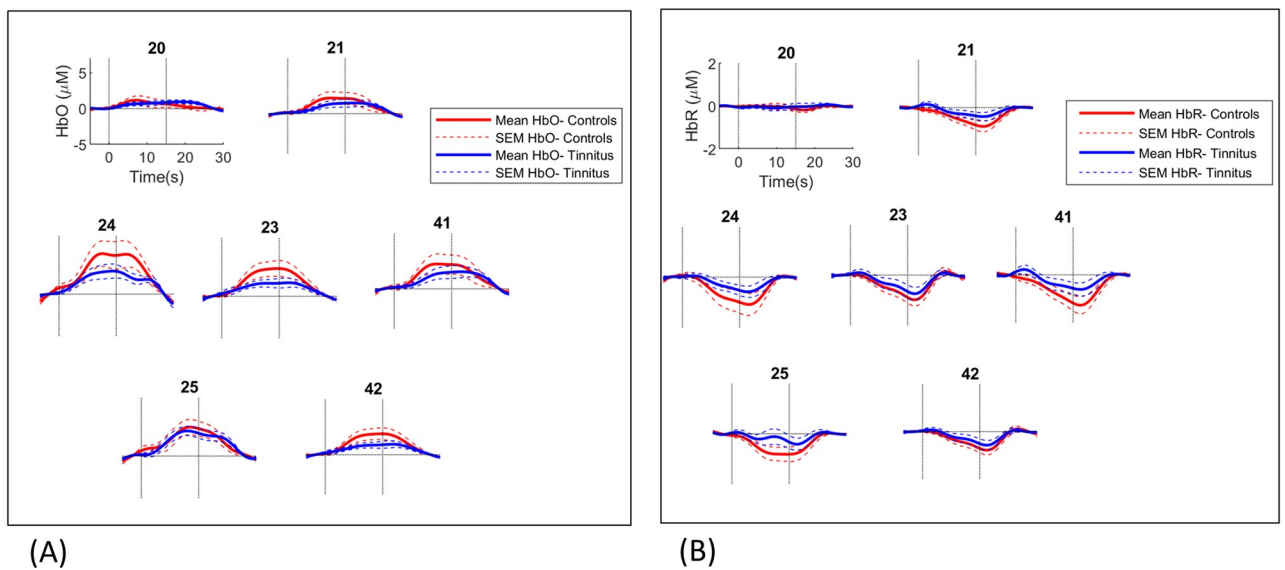 20
21
HbO (μM)
5
0
-5
0 10 20 30
Time(s)
Mean HbO- Controls
SEM HbO- Controls
Mean HbO- Tinnitus
SEM HbO- Tinnitus
24
23
41
25
42
(A)
20
21
HbR (μM)
2
0
-2
0 10 20 30
Time(s)
Mean HbR- Controls
SEM HbR- Controls
Mean HbR- Tinnitus
SEM HbR- Tinnitus
24
23
41
25
42
(B)